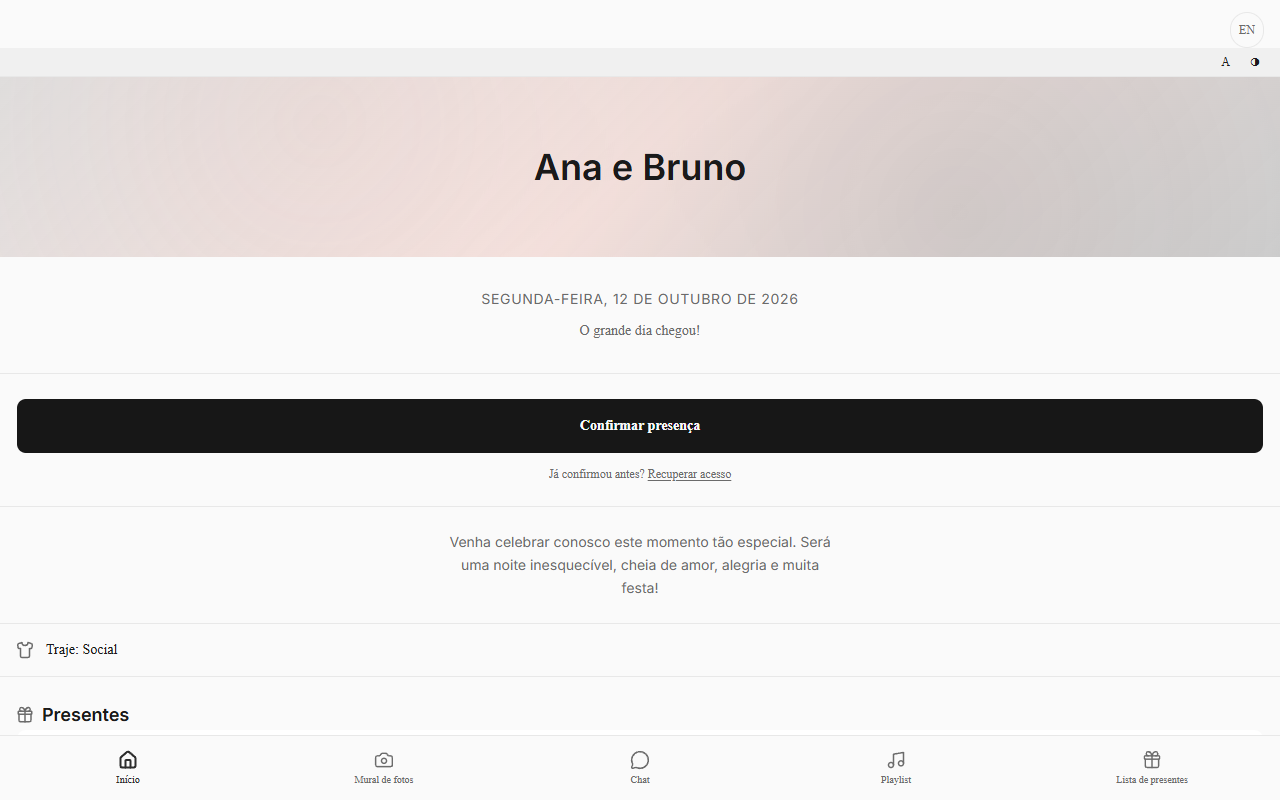 EN
A
Ana e Bruno
SEGUNDA-FEIRA, 12 DE OUTUBRO DE 2026
O grande dia chegou!
Confirmar presença
Já confirmou antes? Recuperar acesso
Venha celebrar conosco este momento tão especial. Será
uma noite inesquecível, cheia de amor, alegria e muita
festa!
Traje: Social
Presentes
Início
Mural de fotos
Chat
Playlist
Lista de presentes